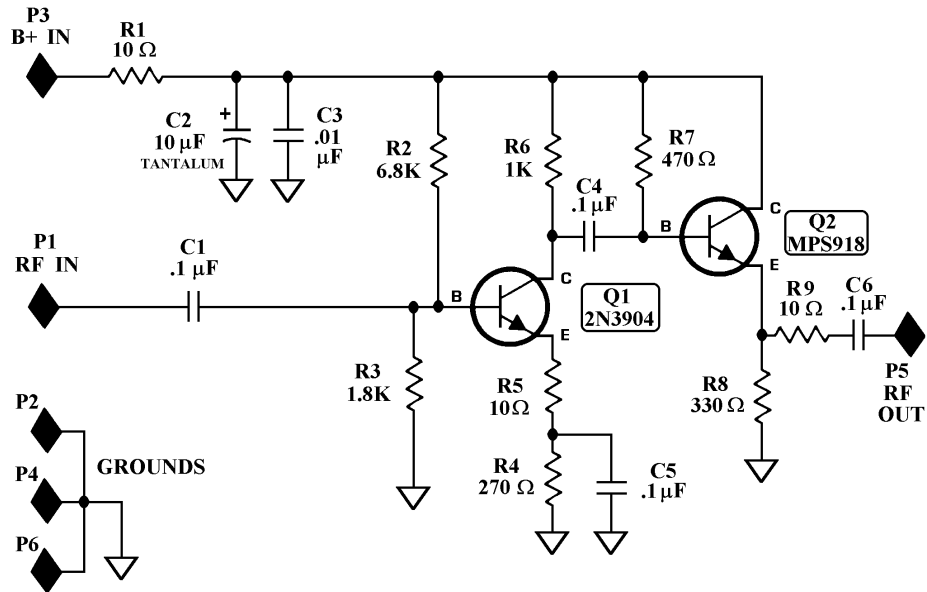 P3
B+ IN
R1
10 Ω
C2
10 µF
TANTALUM
+
C3
.01
µF
R2
6.8K
R6
1K
R7
470 Ω
C4
.1 µF
B
C
E
Q2
MPS918
P1
RF IN
C1
.1 µF
B
C
E
Q1
2N3904
R9
10 Ω
C6
.1 µF
P5
RF
OUT
R3
1.8K
R5
10Ω
R8
330 Ω
R4
270 Ω
C5
.1µF
P2
P4
P6
GROUNDS